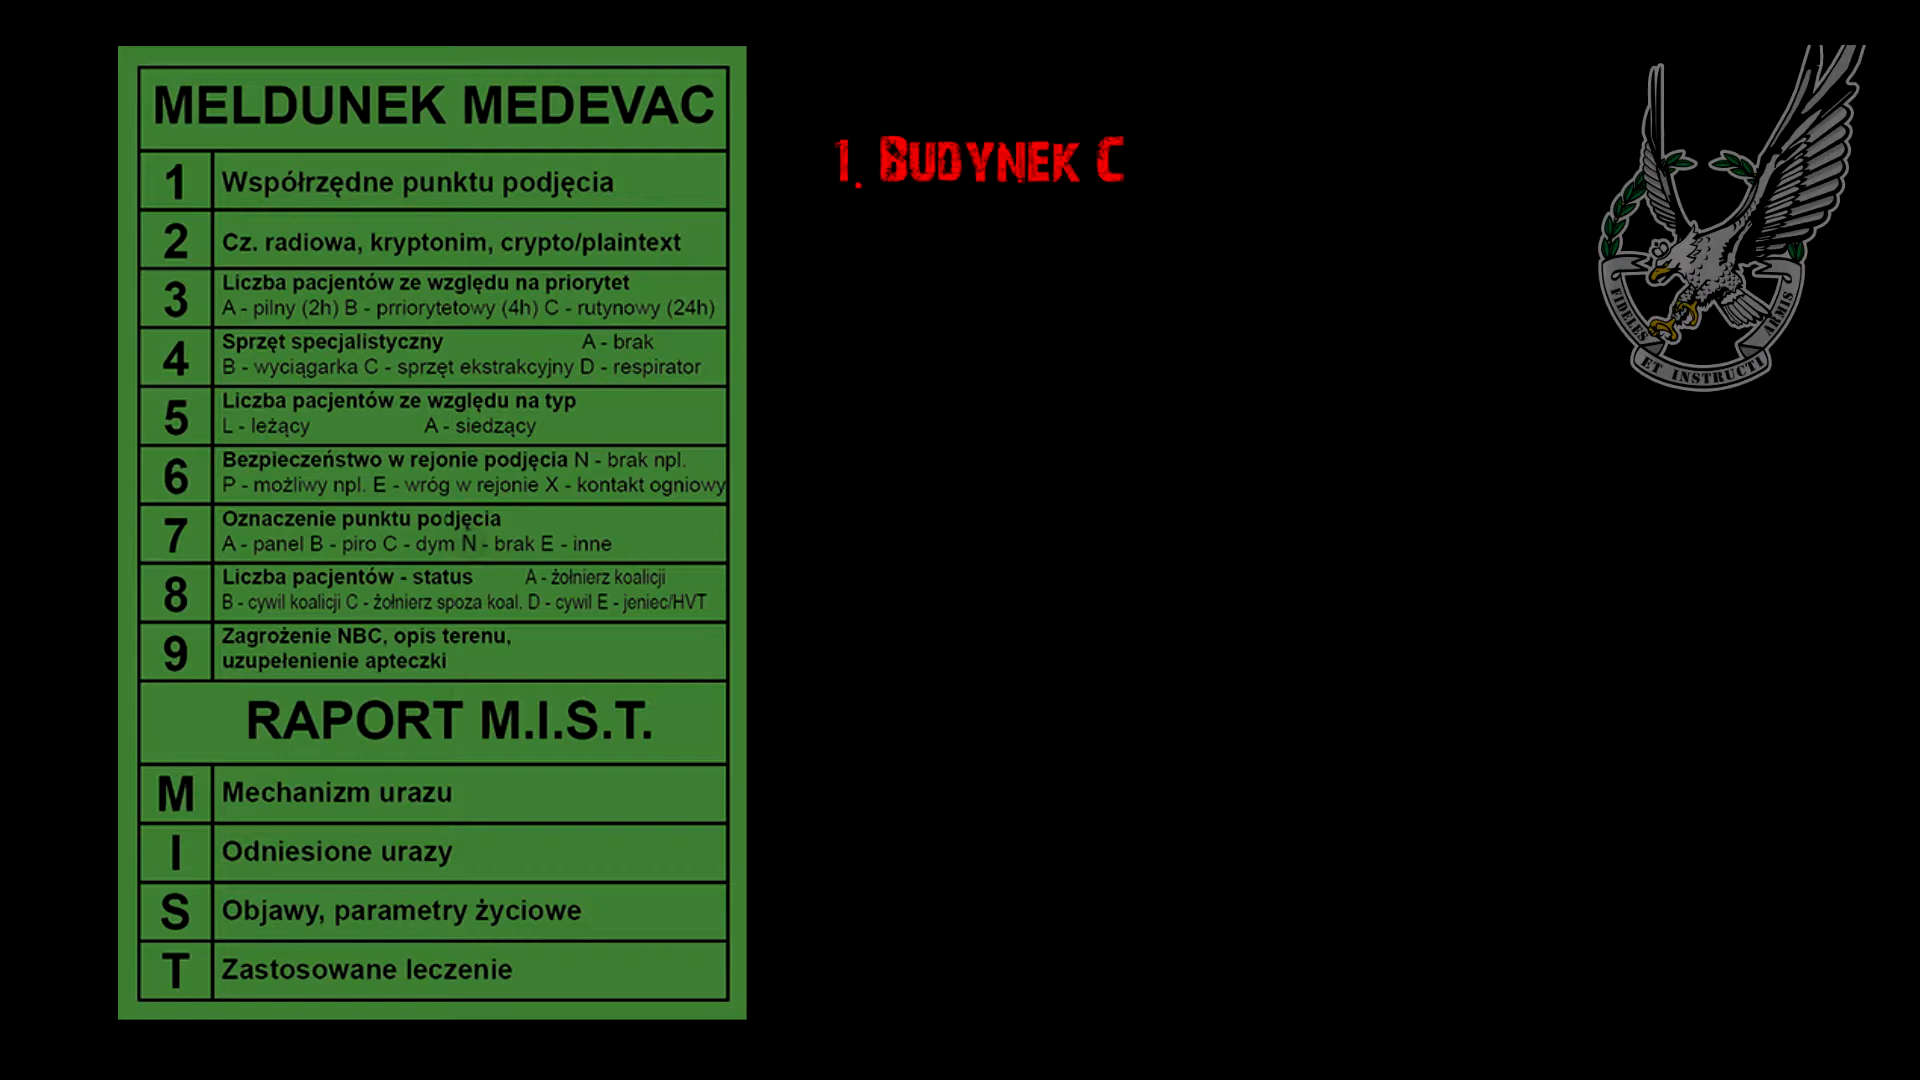 MELDUNEK MEDEVAC
1 Współrzędne punktu podjęcia
2 Cz. radiowa, kryptonim, crypto/plaintext
3 Liczba pacjentów ze względu na priorytet
A - pilny (2h) B - prriorytetowy (4h) C - rutynowy (24h)
4 Sprzęt specjalistyczny A - brak
B - wyciągarka C - sprzęt ekstrakcyjny D - respirator
5 Liczba pacjentów ze względu na typ
L - leżący A - siedzący
6 Bezpieczeństwo w rejonie podjęcia N - brak npl.
P - możliwy npl. E - wróg w rejonie X - kontakt ogniowy
7 Oznaczenie punktu podjęcia
A - panel B - piro C - dym N - brak E - inne
8 Liczba pacjentów - status A - żołnierz koalicji
B - cywil koalicji C - żołnierz spoza koal. D - cywil E - jeniec/HVT
9 Zagrożenie NBC, opis terenu,
uzupełenienie apteczki
RAPORT M.I.S.T.
M Mechanizm urazu
I Odniesione urazy
S Objawy, parametry życiowe
T Zastosowane leczenie
1. BUDYNEK C
FIDELES ET INSTRUCTI ARMIS